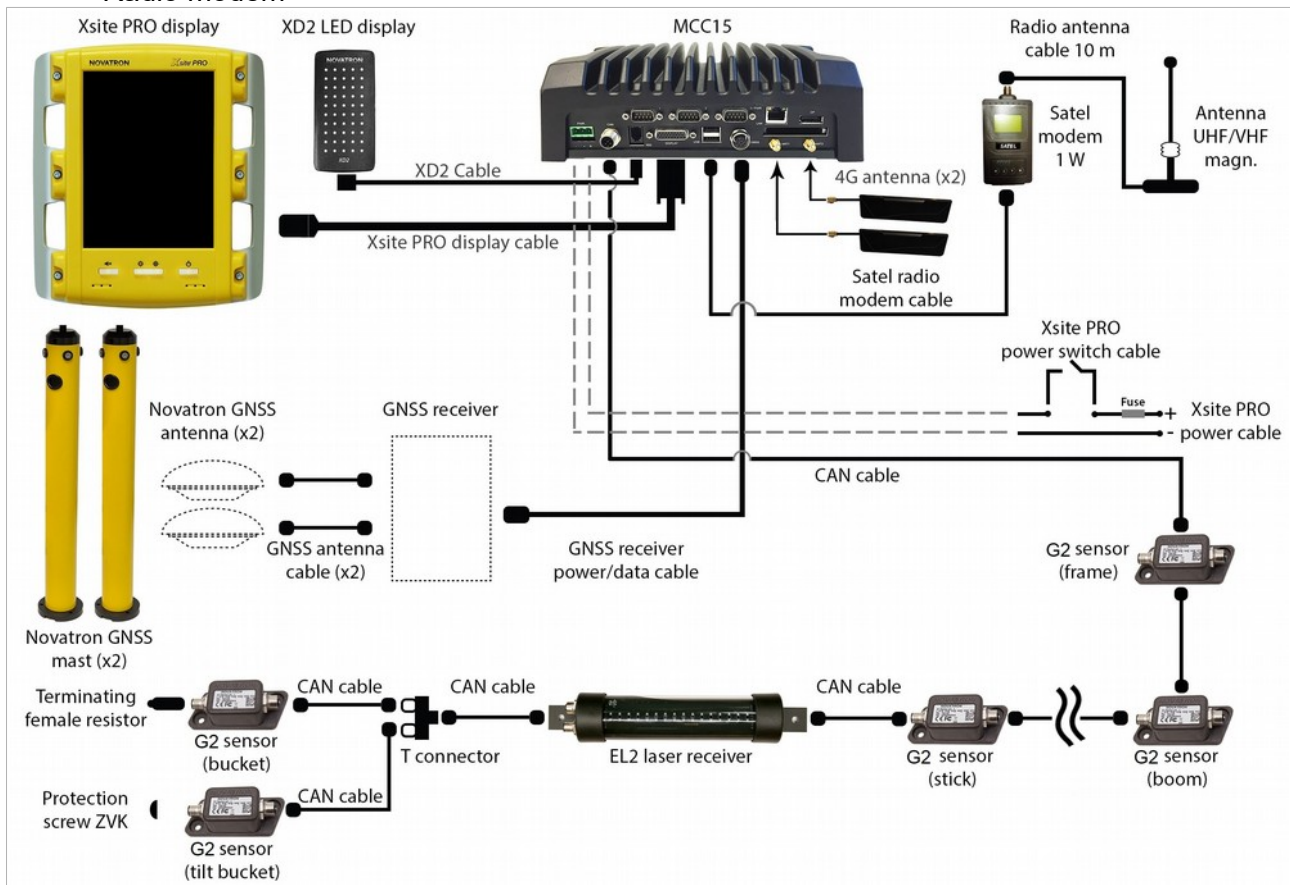 Radio modem
Xsite PRO display
XD2 LED display
MCC15
Radio antenna
cable 10 m
NOVATRON
Xsite PRO
NOVATRON
XD2
Satel
modem
1 W
SATEL
Antenna
UHF/VHF
magn.
XD2 Cable
4G antenna (x2)
Xsite PRO display cable
Satel radio
modem cable
Xsite PRO
power switch cable
Novatron GNSS
antenna (x2)
GNSS receiver
Fuse
+
-
Xsite PRO
power cable
CAN cable
GNSS antenna
cable (x2)
GNSS receiver
power/data cable
G2 sensor
(frame)
Novatron GNSS
mast (x2)
Terminating
female resistor
CAN cable
CAN cable
CAN cable
G2 sensor
(bucket)
T connector
EL2 laser receiver
G2 sensor
(stick)
G2 sensor
(boom)
Protection
screw ZVK
CAN cable
G2 sensor
(tilt bucket)